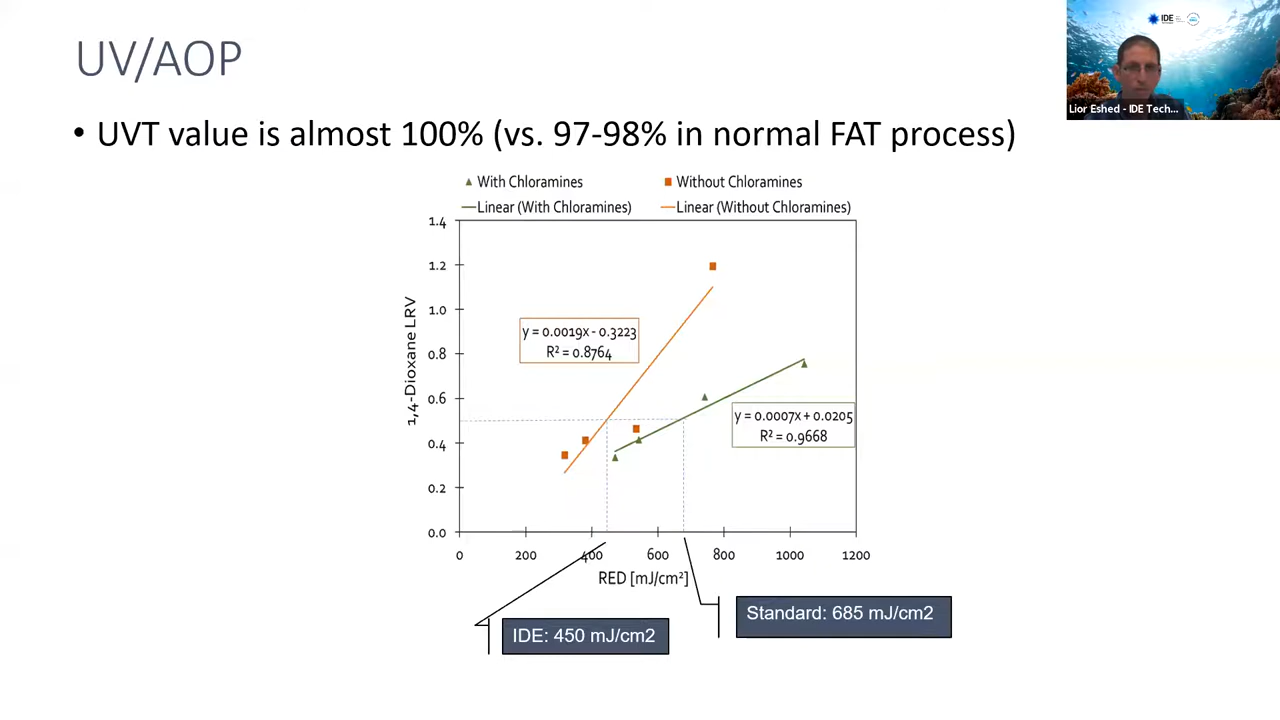 UV/AOP
IDE
Lior Eshed - IDE Tech...
• UVT value is almost 100% (vs. 97-98% in normal FAT process)
With Chloramines
Without Chloramines
Linear (With Chloramines)
Linear (Without Chloramines)
1.4
1.2
1.0
0.8
0.6
0.4
0.2
0.0
1,4-Dioxane LRV
y = 0.0019x - 0.3223
R² = 0.8764
y = 0.0007x + 0.0205
R² = 0.9668
0 200 400 600 800 1000 1200
RED [mJ/cm²]
Standard: 685 mJ/cm2
IDE: 450 mJ/cm2